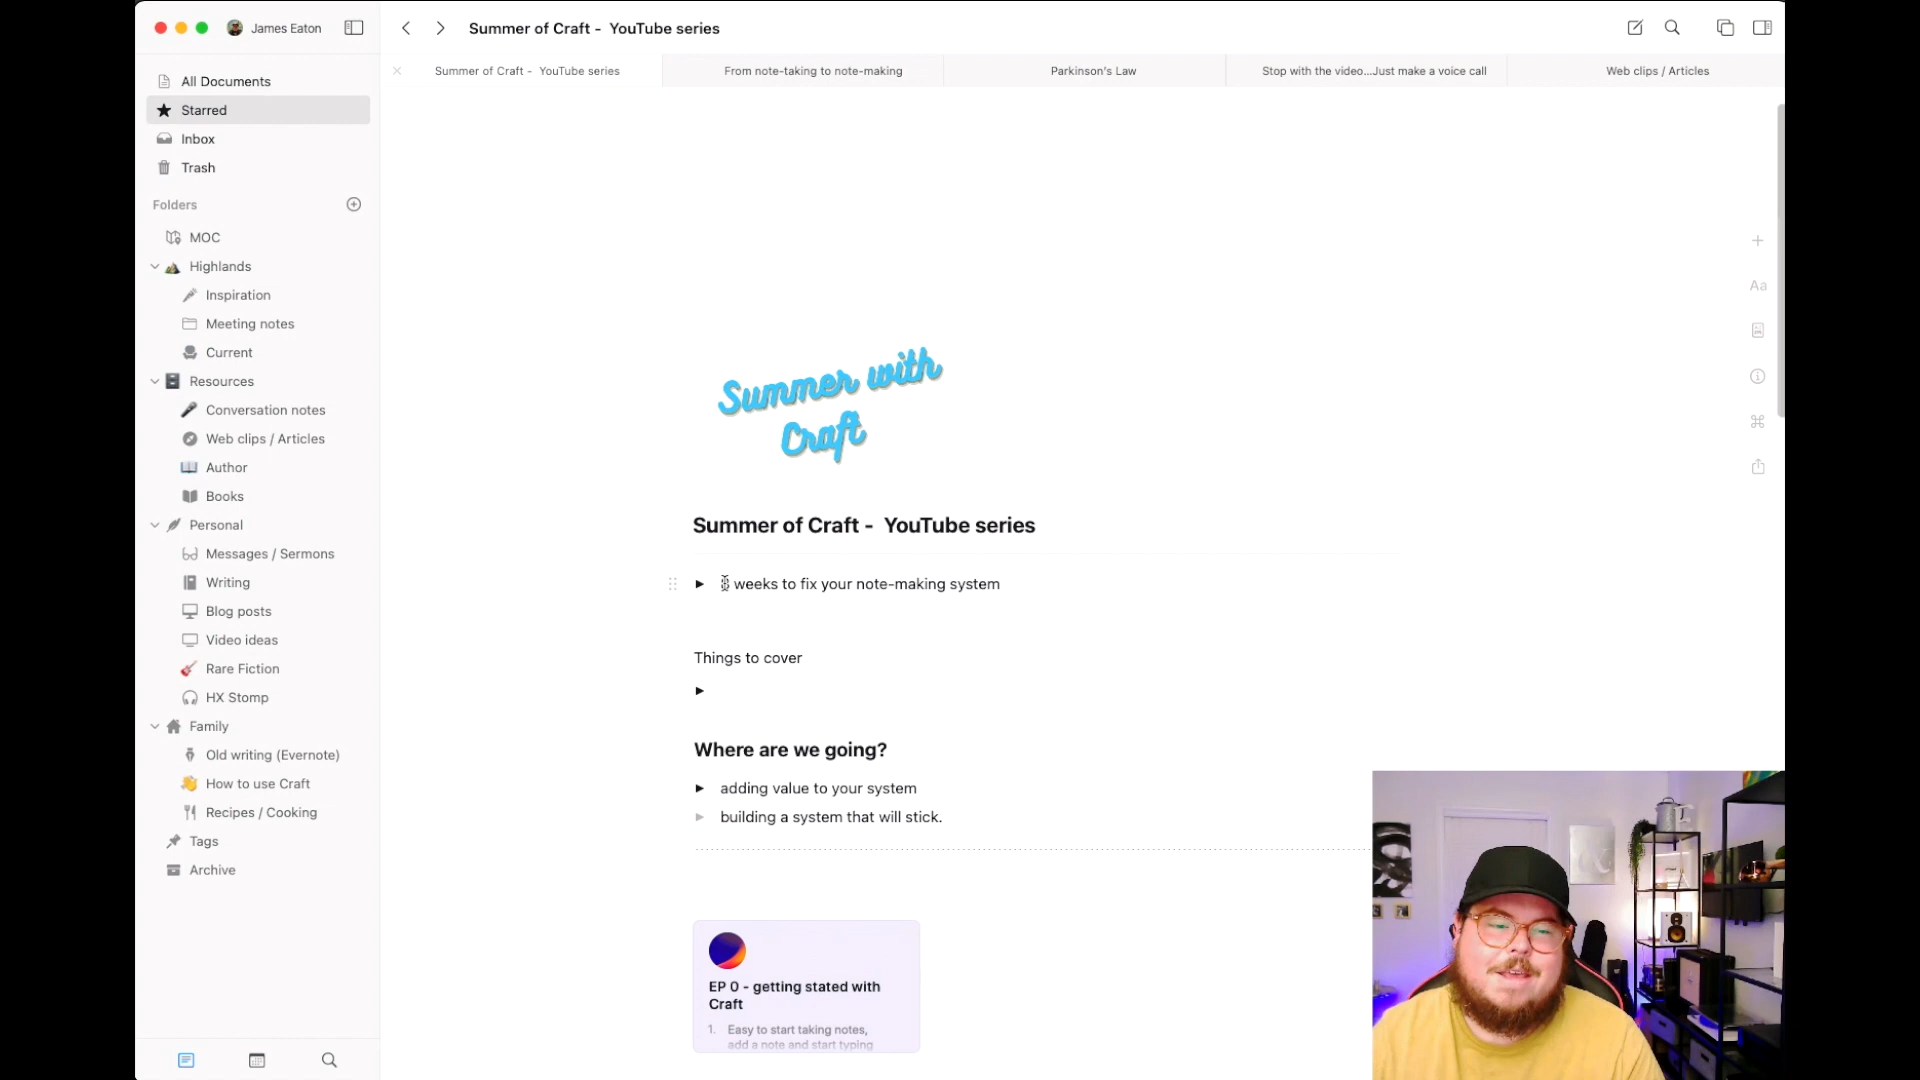 James Eaton
Summer of Craft -  YouTube series
Summer of Craft -  YouTube series
From note-taking to note-making
Parkinson's Law
Stop with the video...Just make a voice call
Web clips / Articles
All Documents
Starred
Inbox
Trash
Folders
MOC
Highlands
Inspiration
Meeting notes
Current
Resources
Conversation notes
Web clips / Articles
Author
Books
Personal
Messages / Sermons
Writing
Blog posts
Video ideas
Rare Fiction
HX Stomp
Family
Old writing (Evernote)
How to use Craft
Recipes / Cooking
Tags
Archive
Aa
Summer with
Craft
Summer of Craft -  YouTube series
weeks to fix your note-making system
Things to cover
Where are we going?
adding value to your system
building a system that will stick.
EP 0 - getting stated with
Craft
1. Easy to start taking notes,
add a note and start typing